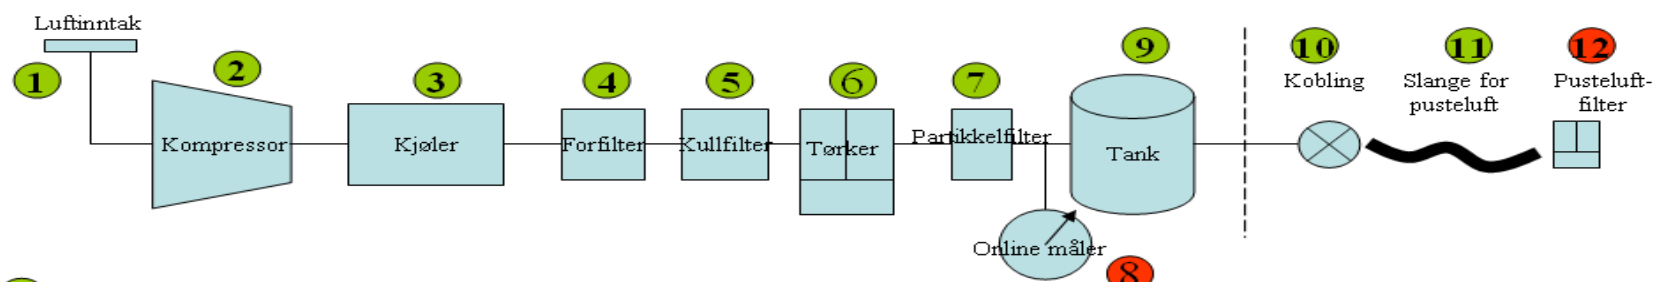 Luftinntak
1
2
3
4
5
6
7
9
10
11
12
Kobling
Slange for
pusteluft
Pusteluft-
filter
Kompressor
Kjøler
Forfilter
Kullfilter
Tørker
Partikkelfilter
Tank
Online måler
8